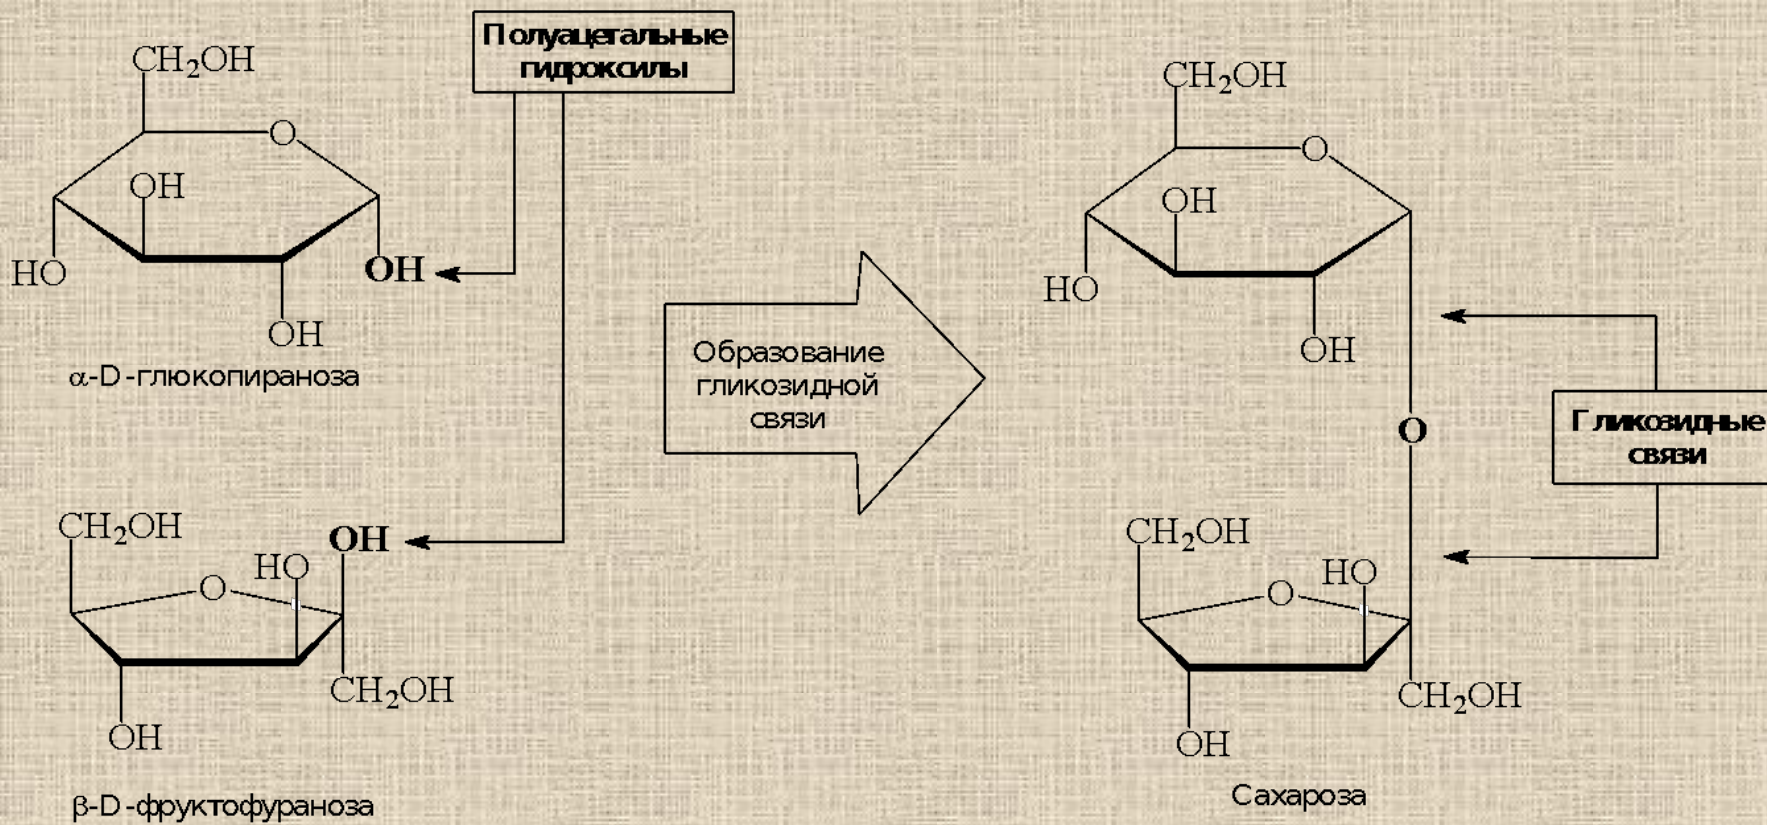 Полуацетальные
гидроксилы
CH₂OH
O
OH
HO
OH
OH
α-D-глюкопираноза
CH₂OH
HO
OH
O
CH₂OH
OH
β-D-фруктофураноза
Образование
гликозидной
связи
CH₂OH
O
OH
HO
OH
O
Гликозидные
связи
CH₂OH
HO
O
CH₂OH
OH
Сахароза